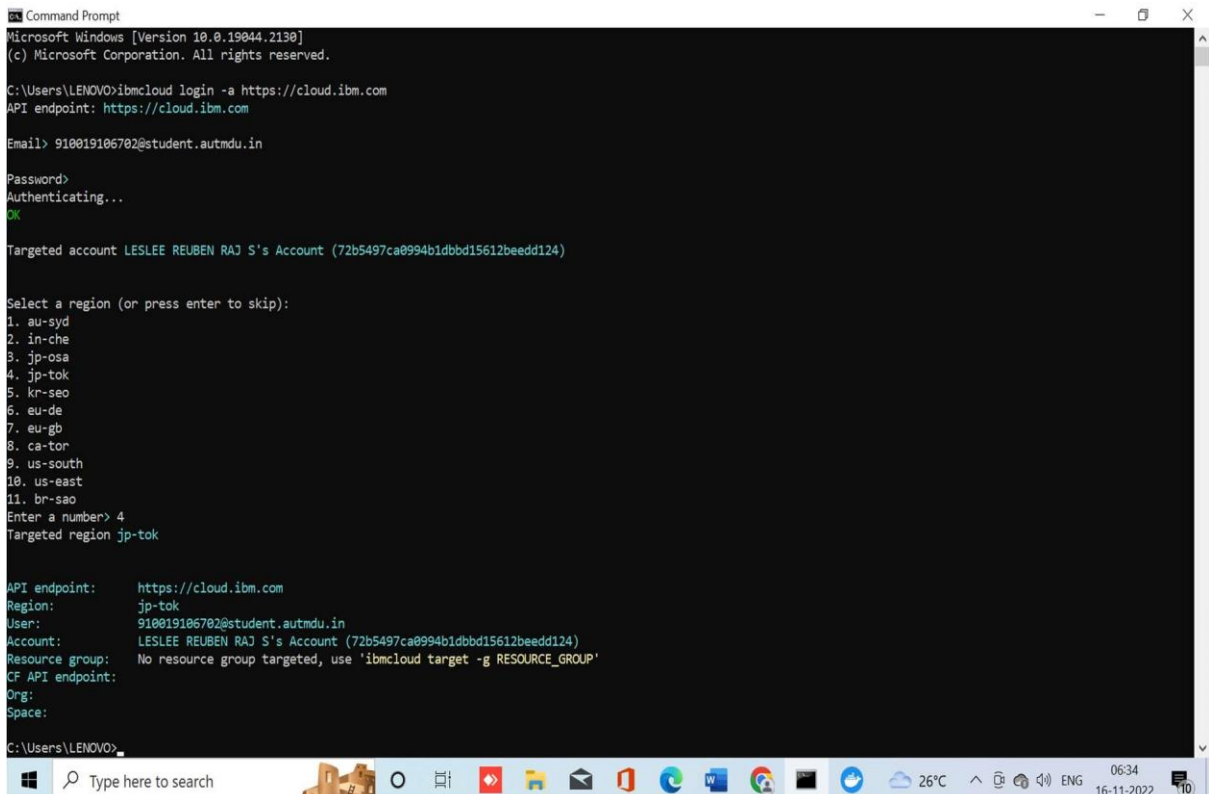 Command Prompt
Microsoft Windows [Version 10.0.19044.2130]
(c) Microsoft Corporation. All rights reserved.
C:\Users\LENOVO>ibmcloud login -a https://cloud.ibm.com
API endpoint: https://cloud.ibm.com
Email> 910019106702@student.autmdu.in
Password>
Authenticating...
OK
Targeted account LESLEE REUBEN RAJ S's Account (72b5497ca0994b1dbbd15612beedd124)
Select a region (or press enter to skip):
1. au-syd
2. in-che
3. jp-osa
4. jp-tok
5. kr-seo
6. eu-de
7. eu-gb
8. ca-tor
9. us-south
10. us-east
11. br-sao
Enter a number> 4
Targeted region jp-tok
API endpoint: https://cloud.ibm.com
Region: jp-tok
User: 910019106702@student.autmdu.in
Account: LESLEE REUBEN RAJ S's Account (72b5497ca0994b1dbbd15612beedd124)
Resource group: No resource group targeted, use 'ibmcloud target -g RESOURCE_GROUP'
CF API endpoint:
Org:
Space:
C:\Users\LENOVO>
Type here to search
26°C
ENG
06:34
16-11-2022
10